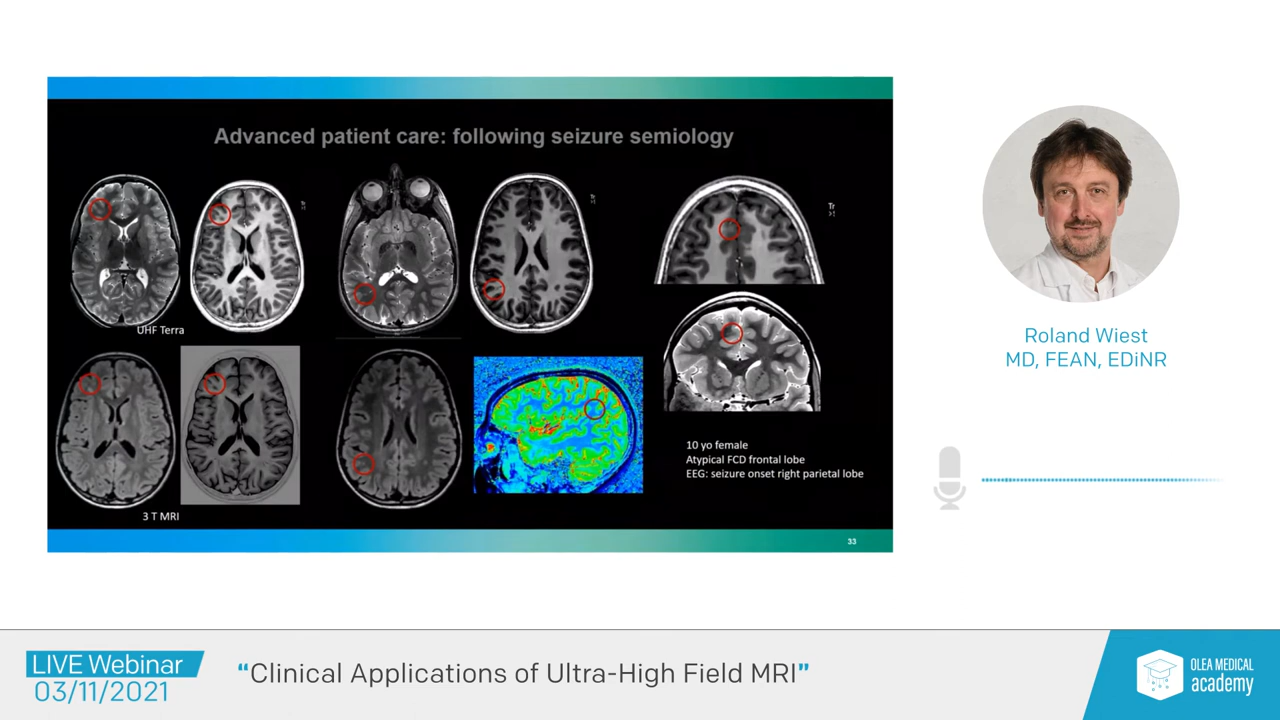 Advanced patient care: following seizure semiology
UHF Terra
3 T MRI
10 yo female
Atypical FCD frontal lobe
EEG: seizure onset right parietal lobe
33
Roland Wiest
MD, FEAN, EDiNR
LIVE Webinar
03/11/2021
“Clinical Applications of Ultra-High Field MRI”
OLEA MEDICAL
academy